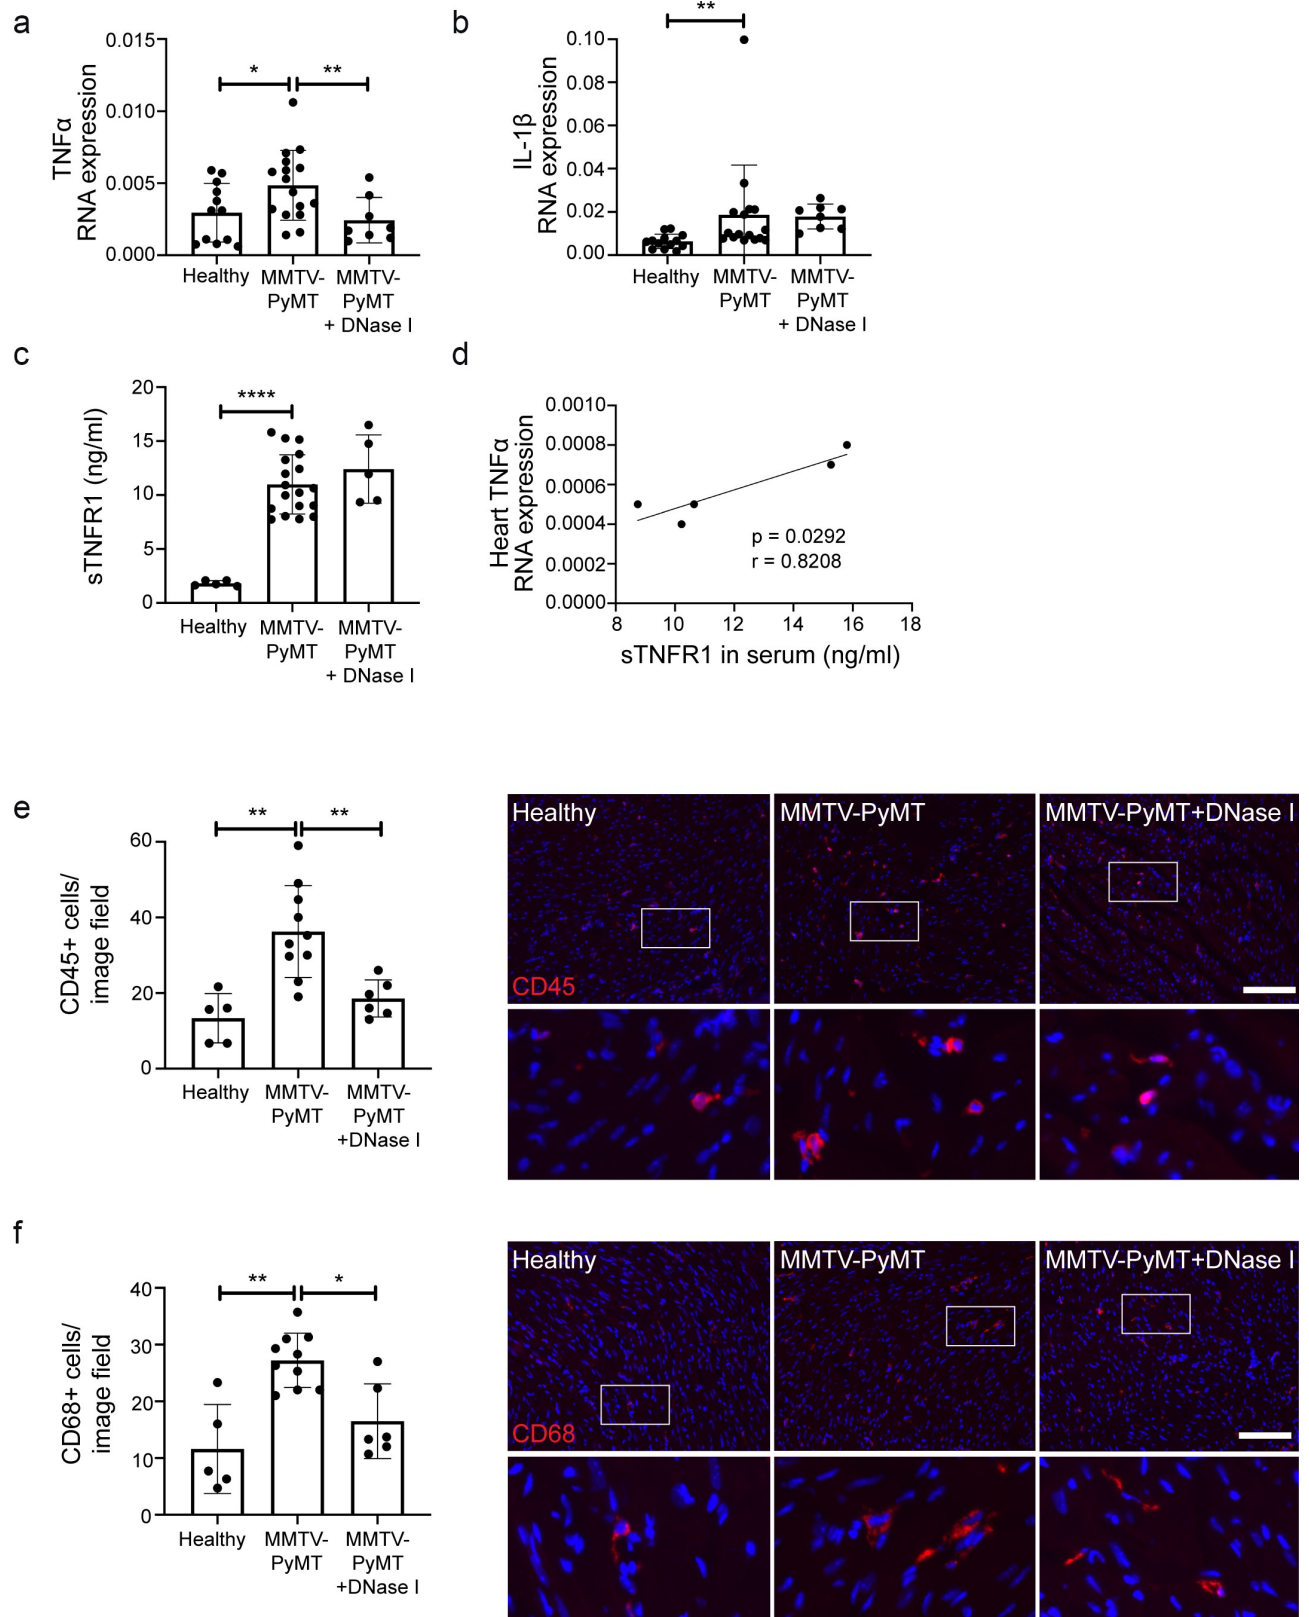 a
TNFα
RNA expression
0.015
0.010
0.005
0.000
*
**
Healthy
MMTV-
PyMT
MMTV-
PyMT
+ DNase I
b
IL-1β
RNA expression
0.10
0.08
0.06
0.04
0.02
0.00
**
Healthy
MMTV-
PyMT
MMTV-
PyMT
+ DNase I
c
sTNFR1 (ng/ml)
20
15
10
5
0
****
Healthy
MMTV-
PyMT
MMTV-
PyMT
+ DNase I
d
Heart TNFα
RNA expression
0.0010
0.0008
0.0006
0.0004
0.0002
0.0000
p = 0.0292
r = 0.8208
8 10 12 14 16 18
sTNFR1 in serum (ng/ml)
e
CD45+ cells/
image field
60
40
20
0
**
**
Healthy
MMTV-
PyMT
MMTV-
PyMT
+DNase I
Healthy
MMTV-PyMT
MMTV-PyMT+DNase I
CD45
f
CD68+ cells/
image field
40
30
20
10
0
**
*
Healthy
MMTV-
PyMT
MMTV-
PyMT
+DNase I
Healthy
MMTV-PyMT
MMTV-PyMT+DNase I
CD68